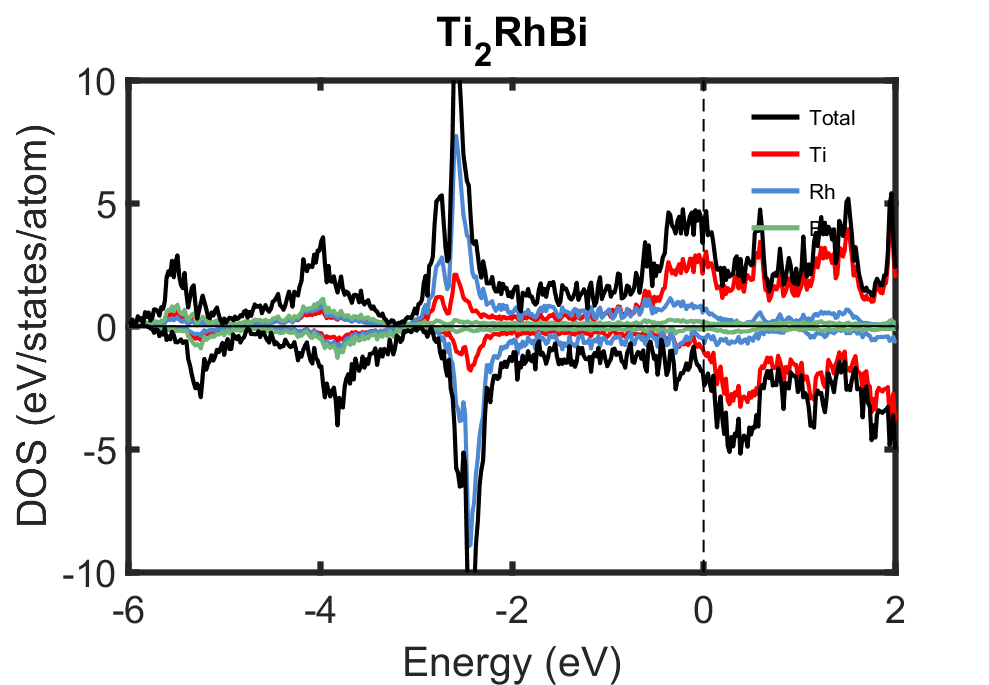 Ti2RhBi
DOS (eV/states/atom)
10
5
0
-5
-10
Total
Ti
Rh
-6
-4
-2
0
2
Energy (eV)